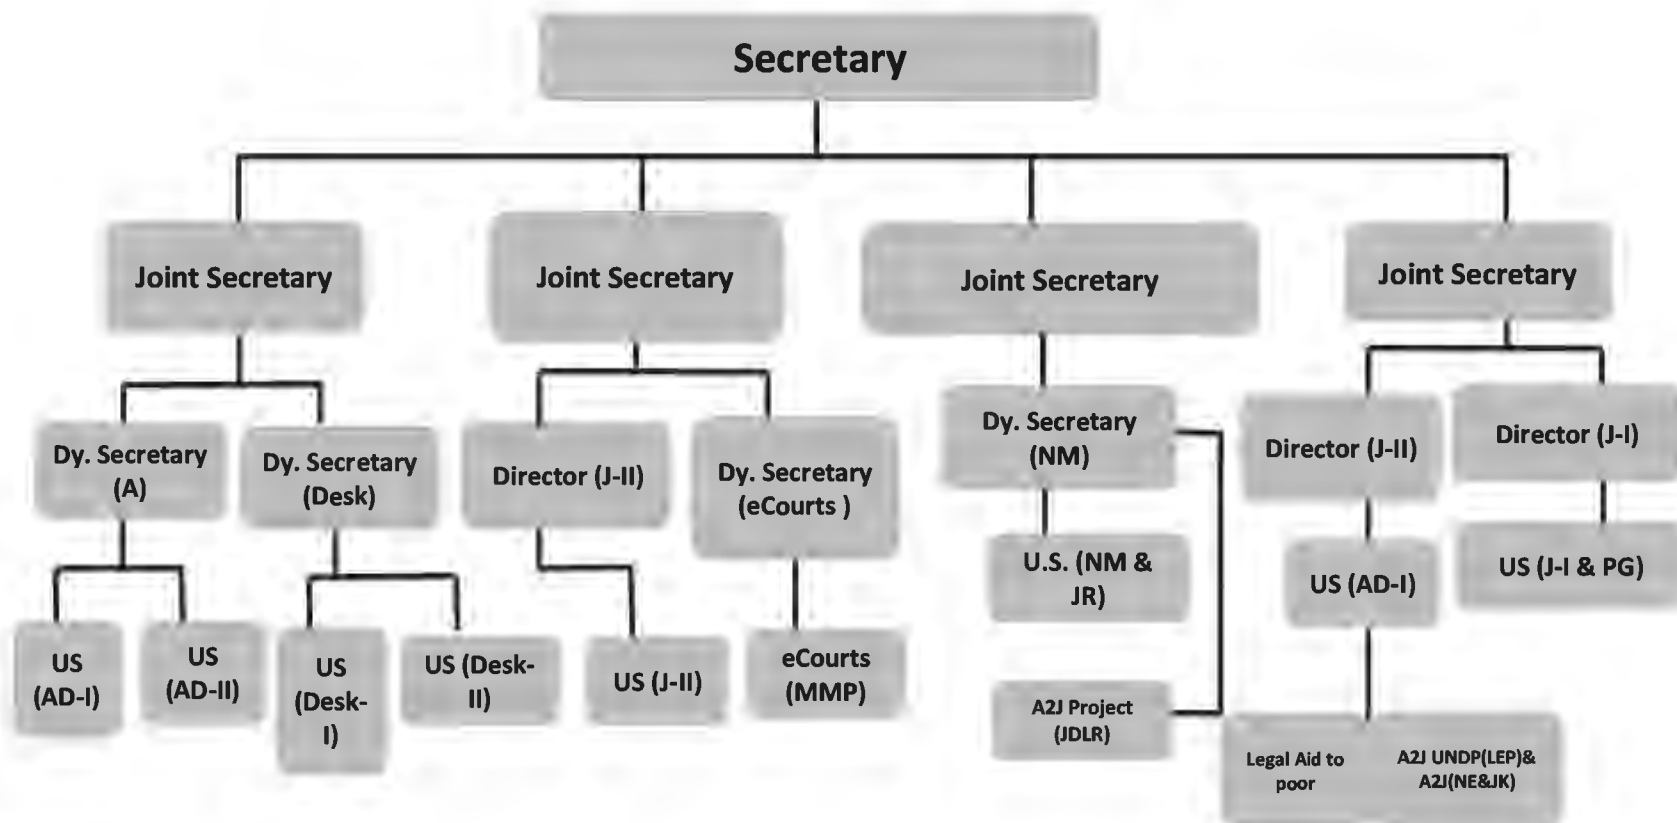 Secretary
Joint Secretary
Joint Secretary
Joint Secretary
Joint Secretary
Dy. Secretary
(A)
Dy. Secretary
(Desk)
Director (J-II)
Dy. Secretary
(eCourts )
Dy. Secretary
(NM)
Director (J-II)
Director (J-I)
US
(AD-I)
US
(AD-II)
US
(Desk-
I)
US (Desk-
II)
US (J-II)
eCourts
(MMP)
U.S. (NM &
JR)
A2J Project
(JDLR)
US (AD-I)
US (J-I & PG)
Legal Aid to
poor
A2J UNDP(LEP)&
A2J(NE&JK)